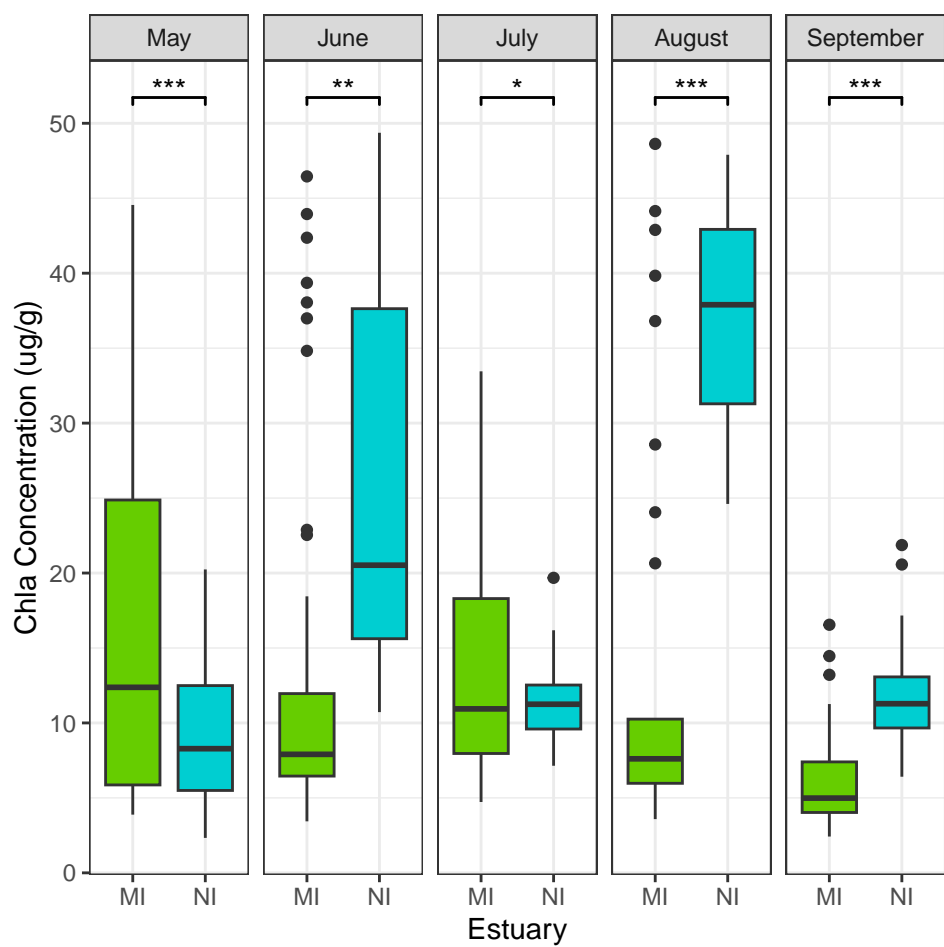 May June July August September
*** ** * *** ***
50
40
30
20
10
0
MI NI MI NI MI NI MI NI MI NI
Estuary
Chla Concentration (ug/g)